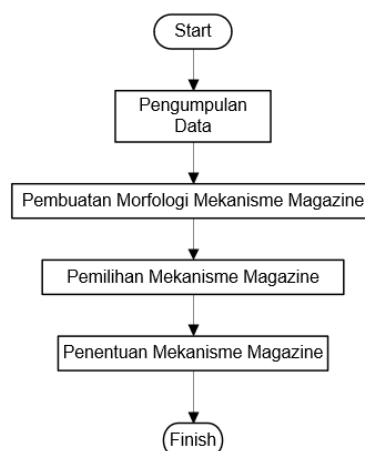 Start
Pengumpulan
Data
Pembuatan Morfologi Mekanisme Magazine
Pemilihan Mekanisme Magazine
Penentuan Mekanisme Magazine
Finish